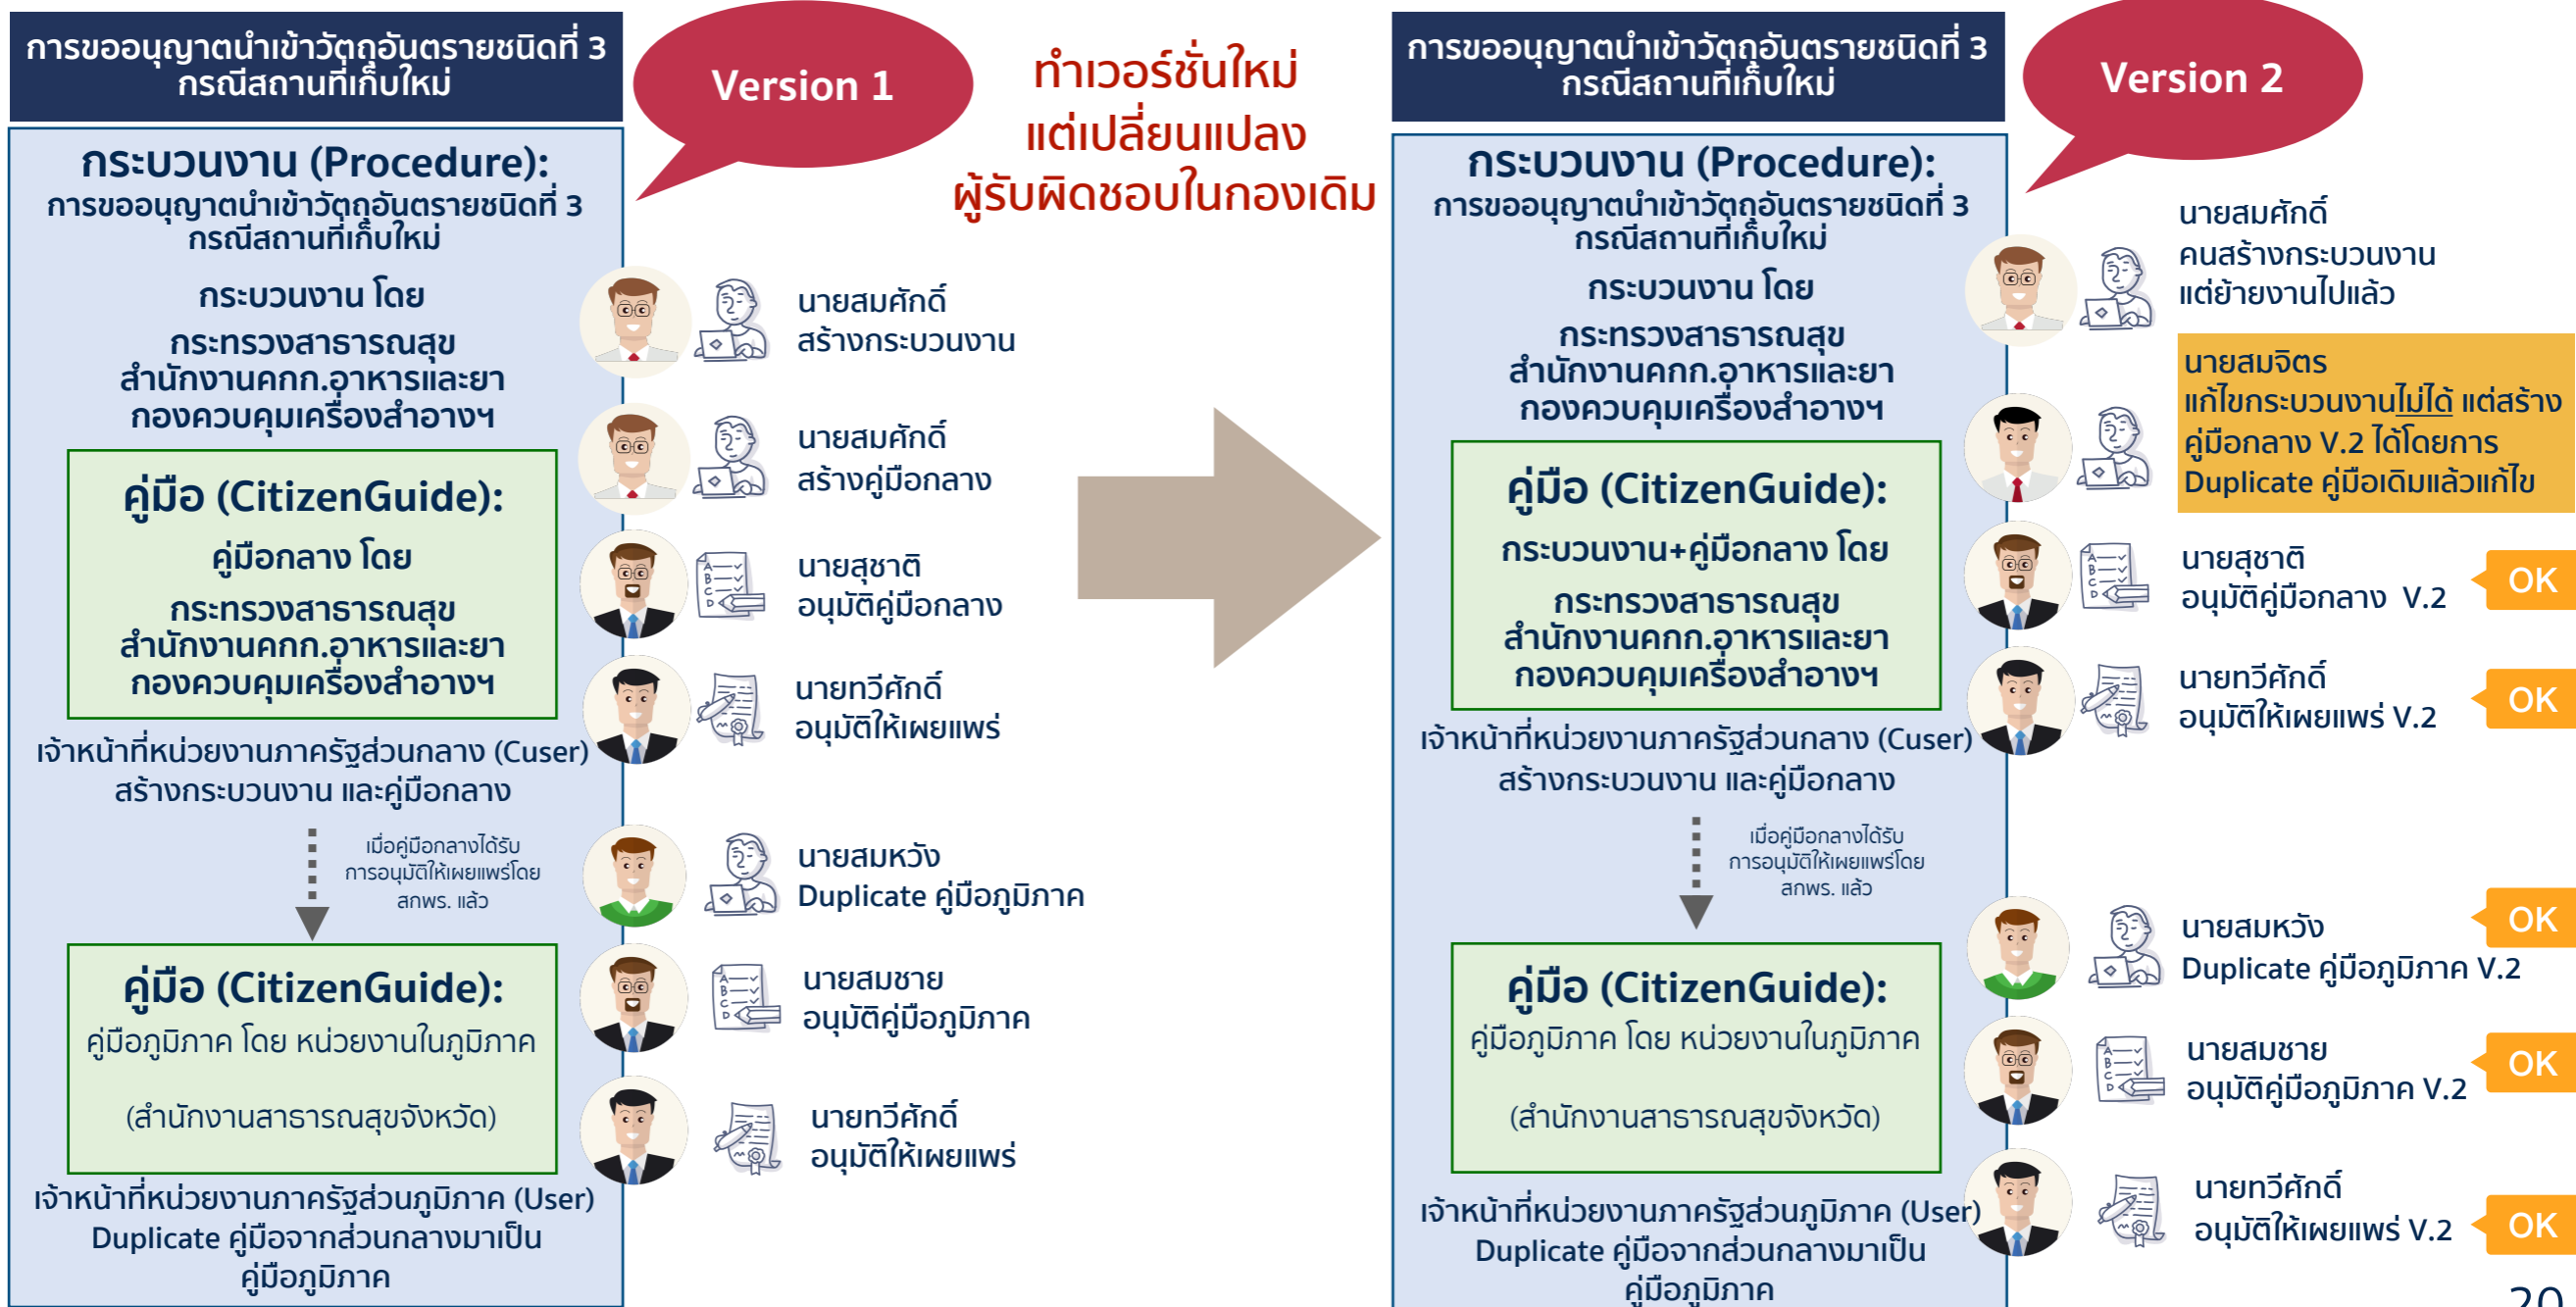 การขออนุญาตนำเข้าวัตถุอันตรายชนิดที่ 3
กรณีสถานที่เก็บใหม่
Version 1
กระบวนงาน (Procedure):
การขออนุญาตนำเข้าวัตถุอันตรายชนิดที่ 3
กรณีสถานที่เก็บใหม่
กระบวนงาน โดย
กระทรวงสาธารณสุข
สำนักงานคกก.อาหารและยา
กองควบคุมเครื่องสำอางฯ
คู่มือ (CitizenGuide):
คู่มือกลาง โดย
กระทรวงสาธารณสุข
สำนักงานคกก.อาหารและยา
กองควบคุมเครื่องสำอางฯ
เจ้าหน้าที่หน่วยงานภาครัฐส่วนกลาง (Cuser)
สร้างกระบวนงาน และคู่มือกลาง
เมื่อคู่มือกลางได้รับ
การอนุมัติให้เผยแพร่โดย
สกพร. แล้ว
คู่มือ (CitizenGuide):
คู่มือภูมิภาค โดย หน่วยงานในภูมิภาค
(สำนักงานสาธารณสุขจังหวัด)
เจ้าหน้าที่หน่วยงานภาครัฐส่วนภูมิภาค (User)
Duplicate คู่มือจากส่วนกลางมาเป็น
คู่มือภูมิภาค
นายสมศักดิ์
สร้างกระบวนงาน
นายสมศักดิ์
สร้างคู่มือกลาง
นายสุชาติ
อนุมัติคู่มือกลาง
นายทวีศักดิ์
อนุมัติให้เผยแพร่
นายสมหวัง
Duplicate คู่มือภูมิภาค
นายสมชาย
อนุมัติคู่มือภูมิภาค
นายทวีศักดิ์
อนุมัติให้เผยแพร่
ทำเวอร์ชั่นใหม่
แต่เปลี่ยนแปลง
ผู้รับผิดชอบในกองเดิม
การขออนุญาตนำเข้าวัตถุอันตรายชนิดที่ 3
กรณีสถานที่เก็บใหม่
Version 2
กระบวนงาน (Procedure):
การขออนุญาตนำเข้าวัตถุอันตรายชนิดที่ 3
กรณีสถานที่เก็บใหม่
กระบวนงาน โดย
กระทรวงสาธารณสุข
สำนักงานคกก.อาหารและยา
กองควบคุมเครื่องสำอางฯ
คู่มือ (CitizenGuide):
กระบวนงาน+คู่มือกลาง โดย
กระทรวงสาธารณสุข
สำนักงานคกก.อาหารและยา
กองควบคุมเครื่องสำอางฯ
เจ้าหน้าที่หน่วยงานภาครัฐส่วนกลาง (Cuser)
สร้างกระบวนงาน และคู่มือกลาง
เมื่อคู่มือกลางได้รับ
การอนุมัติให้เผยแพร่โดย
สกพร. แล้ว
คู่มือ (CitizenGuide):
คู่มือภูมิภาค โดย หน่วยงานในภูมิภาค
(สำนักงานสาธารณสุขจังหวัด)
เจ้าหน้าที่หน่วยงานภาครัฐส่วนภูมิภาค (User)
Duplicate คู่มือจากส่วนกลางมาเป็น
คู่มือภูมิภาค
นายสมศักดิ์
คนสร้างกระบวนงาน
แต่ย้ายงานไปแล้ว
นายสมจิตร
แก้ไขกระบวนงานไม่ได้ แต่สร้าง
คู่มือกลาง V.2 ได้โดยการ
Duplicate คู่มือเดิมแล้วแก้ไข
นายสุชาติ
อนุมัติคู่มือกลาง V.2
OK
นายทวีศักดิ์
อนุมัติให้เผยแพร่ V.2
OK
นายสมหวัง
Duplicate คู่มือภูมิภาค V.2
OK
นายสมชาย
อนุมัติคู่มือภูมิภาค V.2
OK
นายทวีศักดิ์
อนุมัติให้เผยแพร่ V.2
OK
20